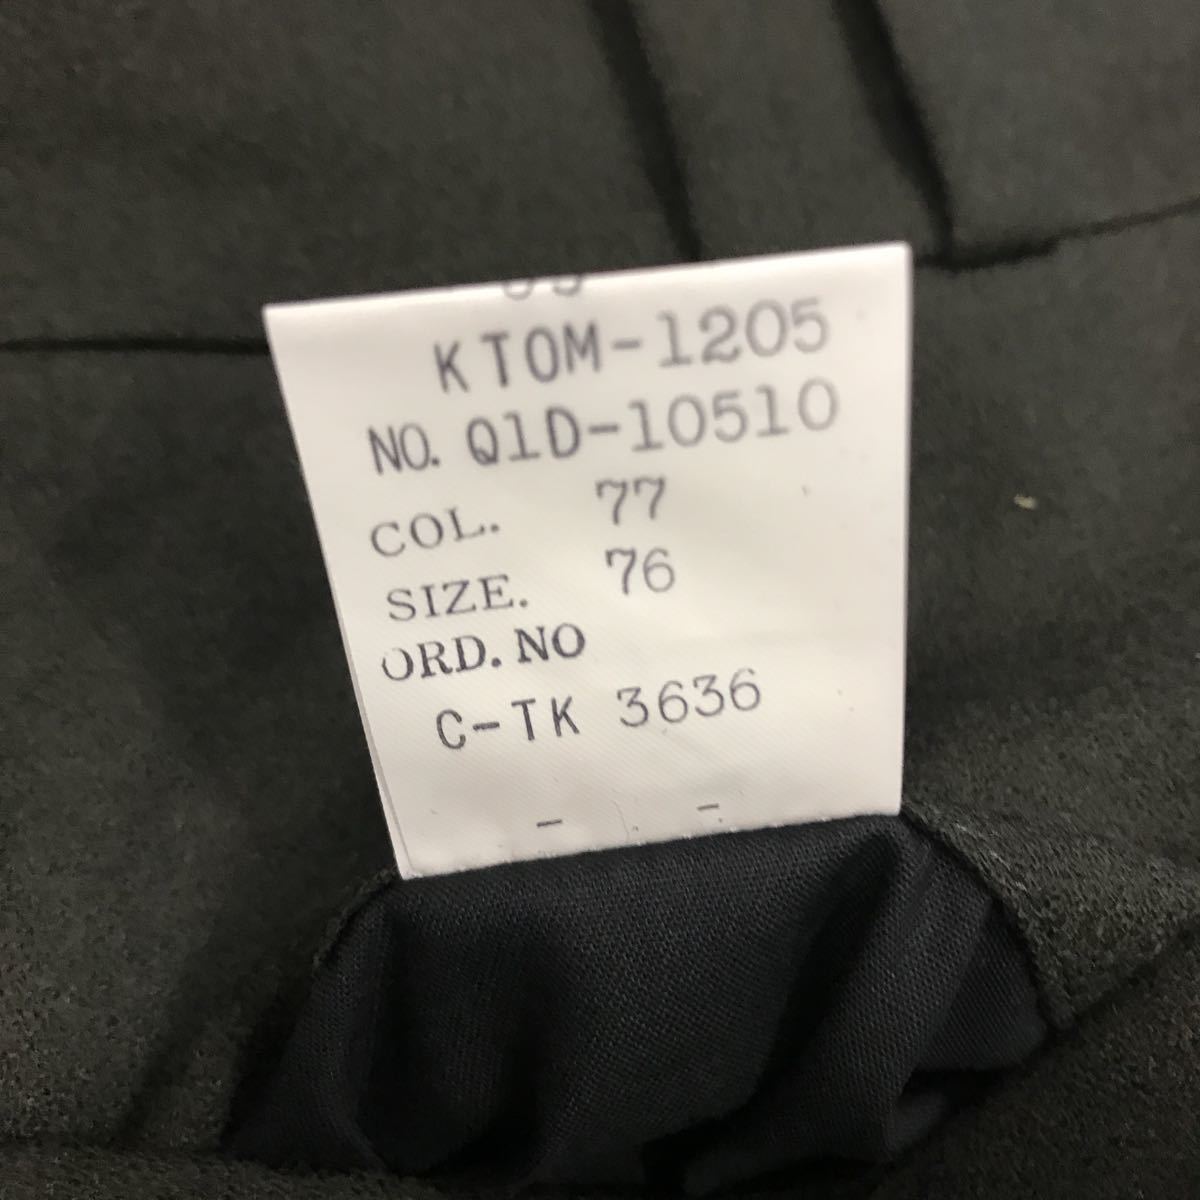 KTOM-1205
NO. Q1D-10510
COL. 77
SIZE. 76
ORD. NO
C-TK 3636
- -